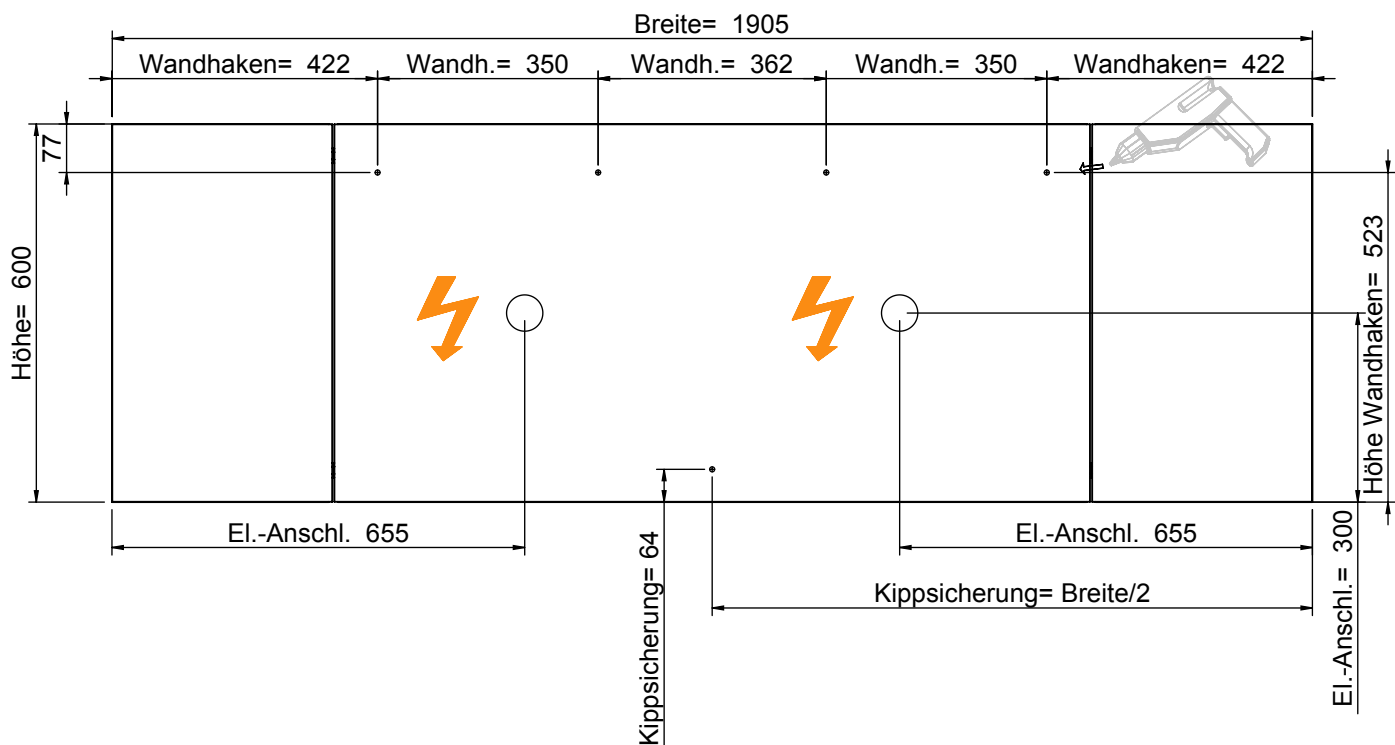 Breite= 1905
Wandhaken= 422
Wandh.= 350
Wandh.= 362
Wandh.= 350
Wandhaken= 422
77
Höhe= 600
Höhe Wandhaken= 523
El.-Anschl. 655
El.-Anschl. 655
Kippsicherung= 64
Kippsicherung= Breite/2
El.-Anschl.= 300